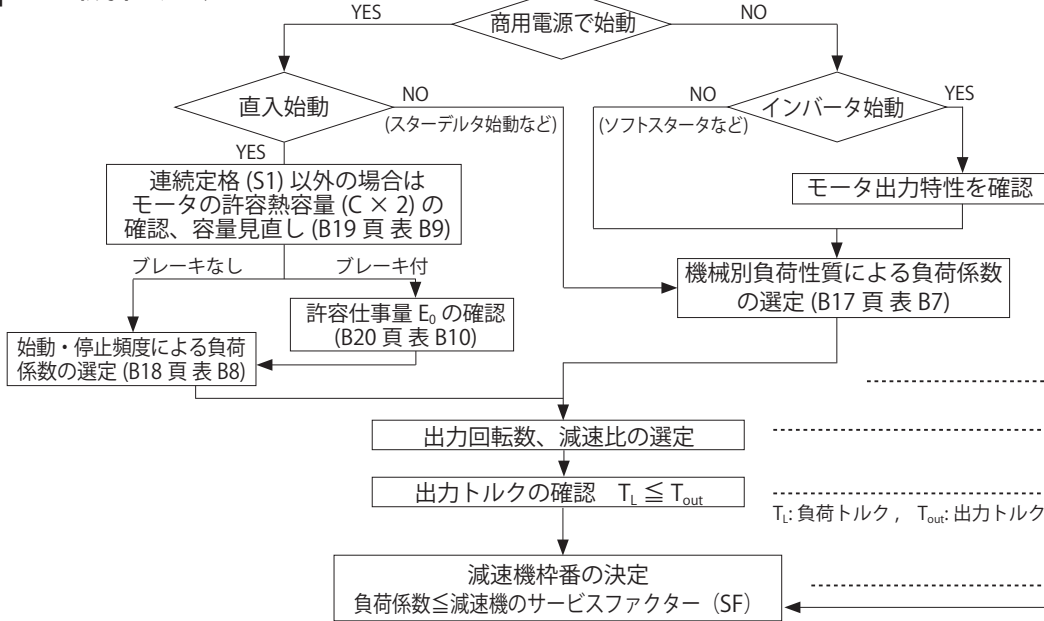 YES
商用電源で始動
NO
直入始動
NO
(スターデルタ始動など)
NO
(ソフトスタータなど)
インバータ始動
YES
YES
連続定格 (S1) 以外の場合は
モータの許容熱容量 (C × 2) の
確認、容量見直し (B19 頁 表 B9)
モータ出力特性を確認
ブレーキなし
ブレーキ付
機械別負荷性質による負荷係数
の選定 (B17 頁 表 B7)
許容仕事量 E₀ の確認
(B20 頁 表 B10)
始動・停止頻度による負荷
係数の選定 (B18 頁 表 B8)
出力回転数、減速比の選定
出力トルクの確認 T_L ≦ T_out
T_L: 負荷トルク , T_out: 出力トルク
減速機枠番の決定
負荷係数≦減速機のサービスファクター（SF）